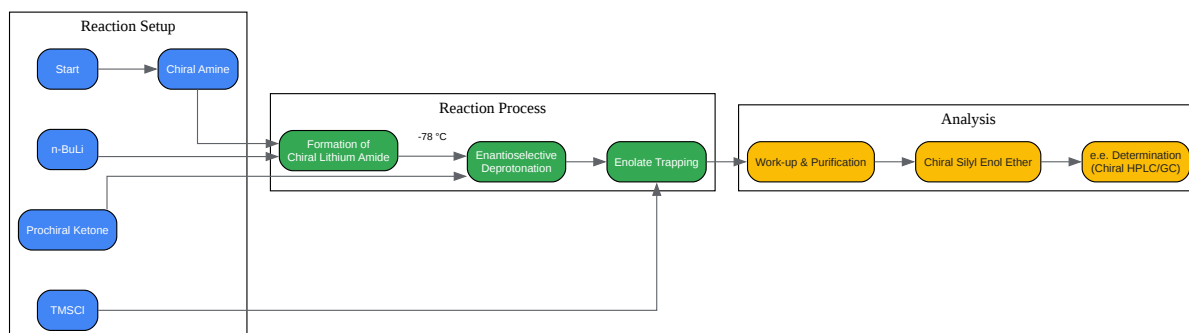 Reaction Setup
Start
Chiral Amine
n-BuLi
Prochiral Ketone
TMSCl
Reaction Process
Formation of
Chiral Lithium Amide
-78 °C
Enantioselective
Deprotonation
Enolate Trapping
Analysis
Work-up & Purification
Chiral Silyl Enol Ether
e.e. Determination
(Chiral HPLC/GC)